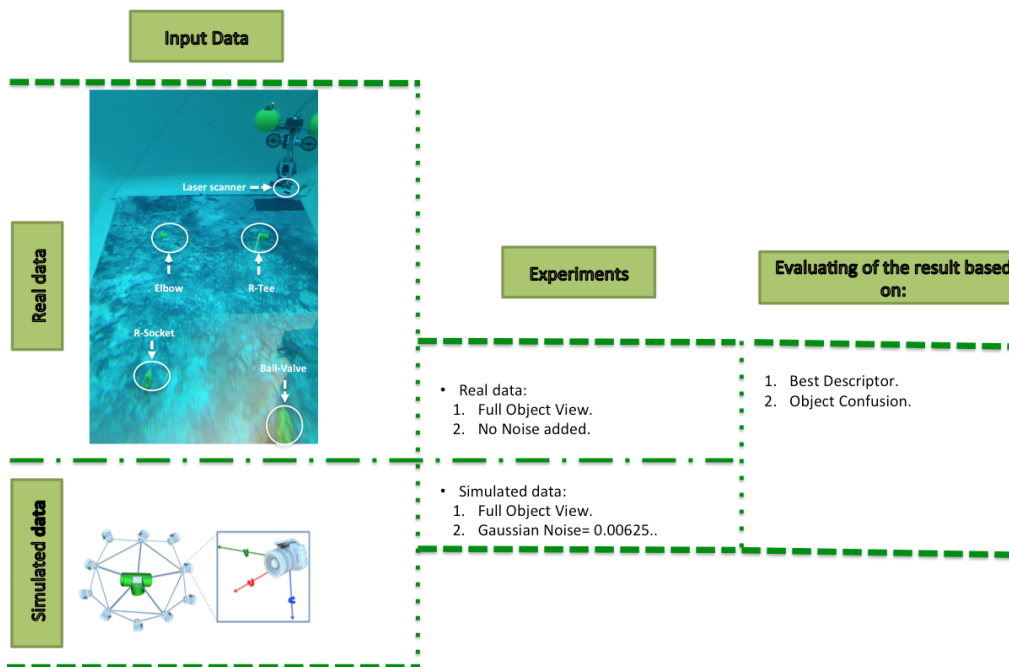 Input Data
Real data
Laser scanner
Elbow
R-Tee
R-Socket
Ball-Valve
Experiments
Evaluating of the result based
on:
• Real data:
1. Full Object View.
2. No Noise added.
1. Best Descriptor.
2. Object Confusion.
Simulated data
• Simulated data:
1. Full Object View.
2. Gaussian Noise= 0.00625..